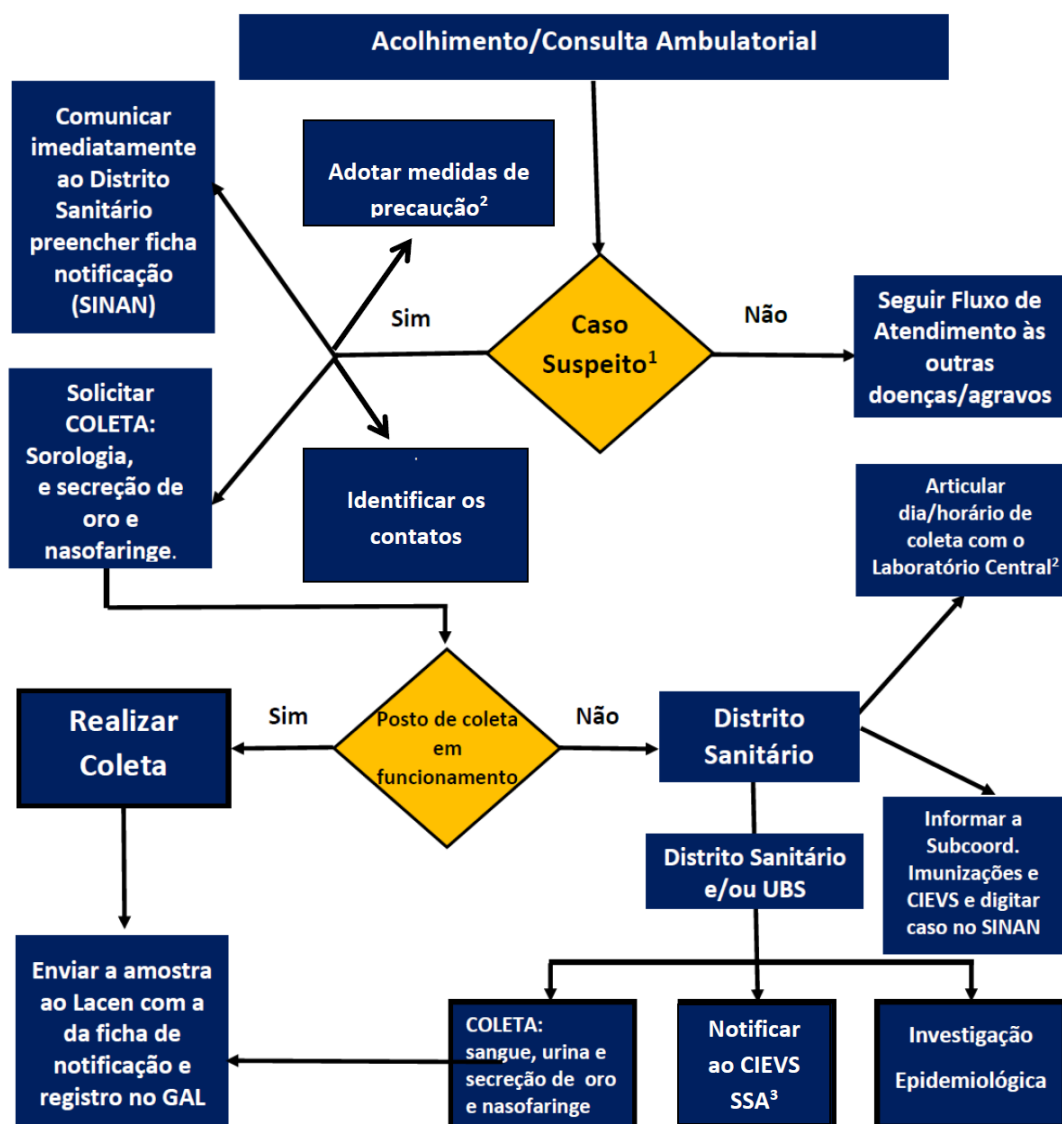 Acolhimento/Consulta Ambulatorial
Comunicar
imediatamente
ao Distrito
Sanitário
preencher ficha
notificação
(SINAN)
Adotar medidas de
precaução²
Sim
Caso
Suspeito¹
Não
Seguir Fluxo de
Atendimento às
outras
doenças/agravos
Solicitar
COLETA:
Sorologia,
e secreção de
oro e
nasofaringe.
Identificar os
contatos
Articular
dia/horário de
coleta com o
Laboratório Central²
Realizar
Coleta
Sim
Posto de coleta
em
funcionamento
Não
Distrito
Sanitário
Distrito Sanitário
e/ou UBS
Informar a
Subcoord.
Imunizações e
CIEVS e digitar
caso no SINAN
Enviar a amostra
ao Lacen com a
da ficha de
notificação e
registro no GAL
COLETA:
sangue, urina e
secreção de oro
e nasofaringe
Notificar
ao CIEVS
SSA³
Investigação
Epidemiológica